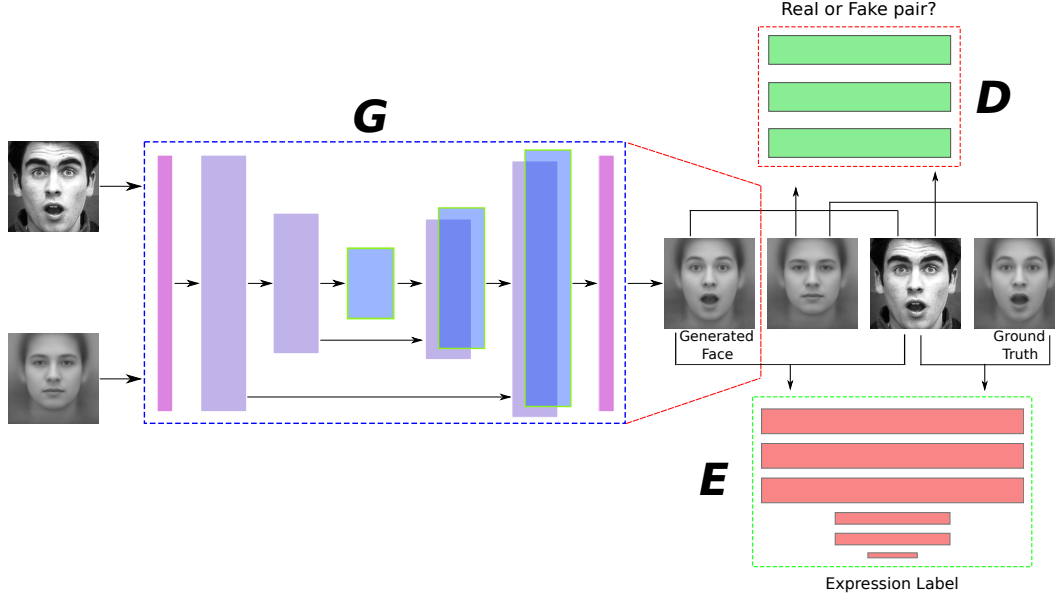 Real or Fake pair?
G
D
Generated
Face
Ground
Truth
E
Expression Label